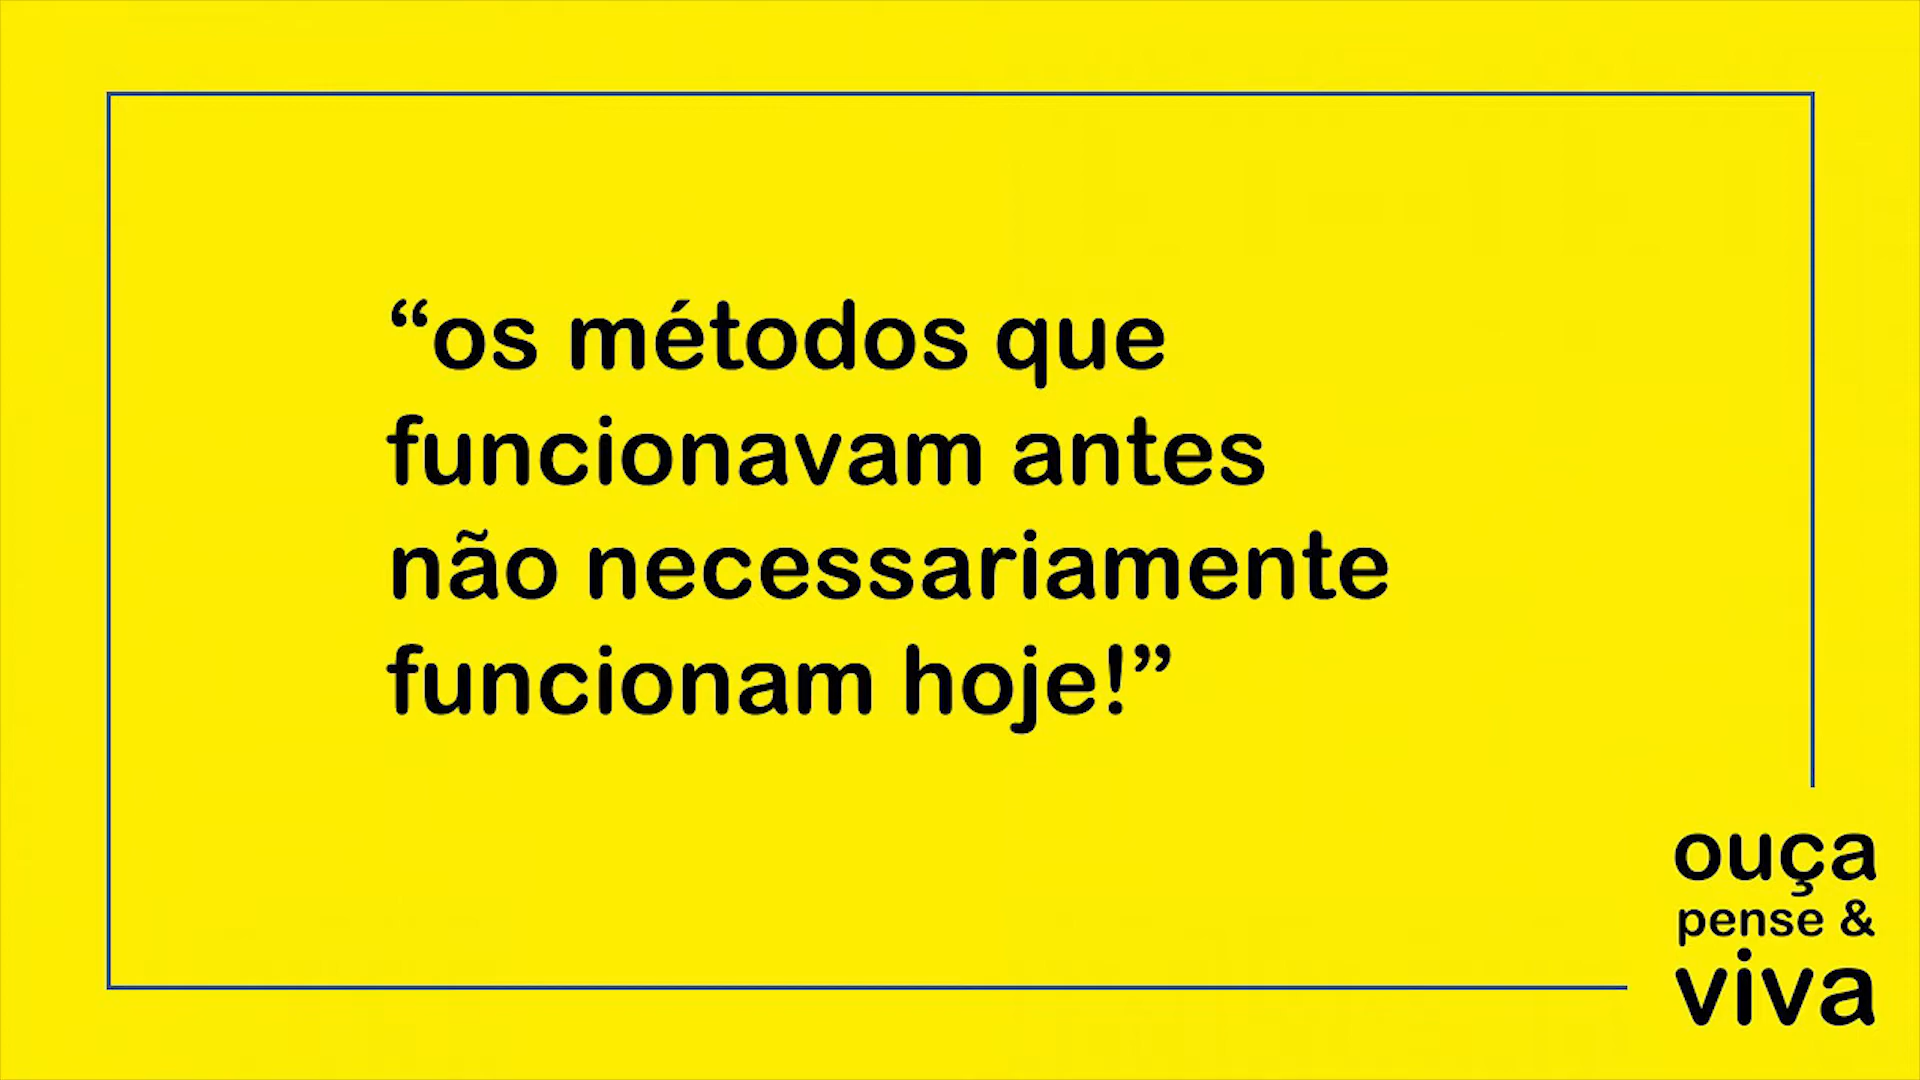 “os métodos que
funcionavam antes
não necessariamente
funcionam hoje!”
ouça
pense &
viva